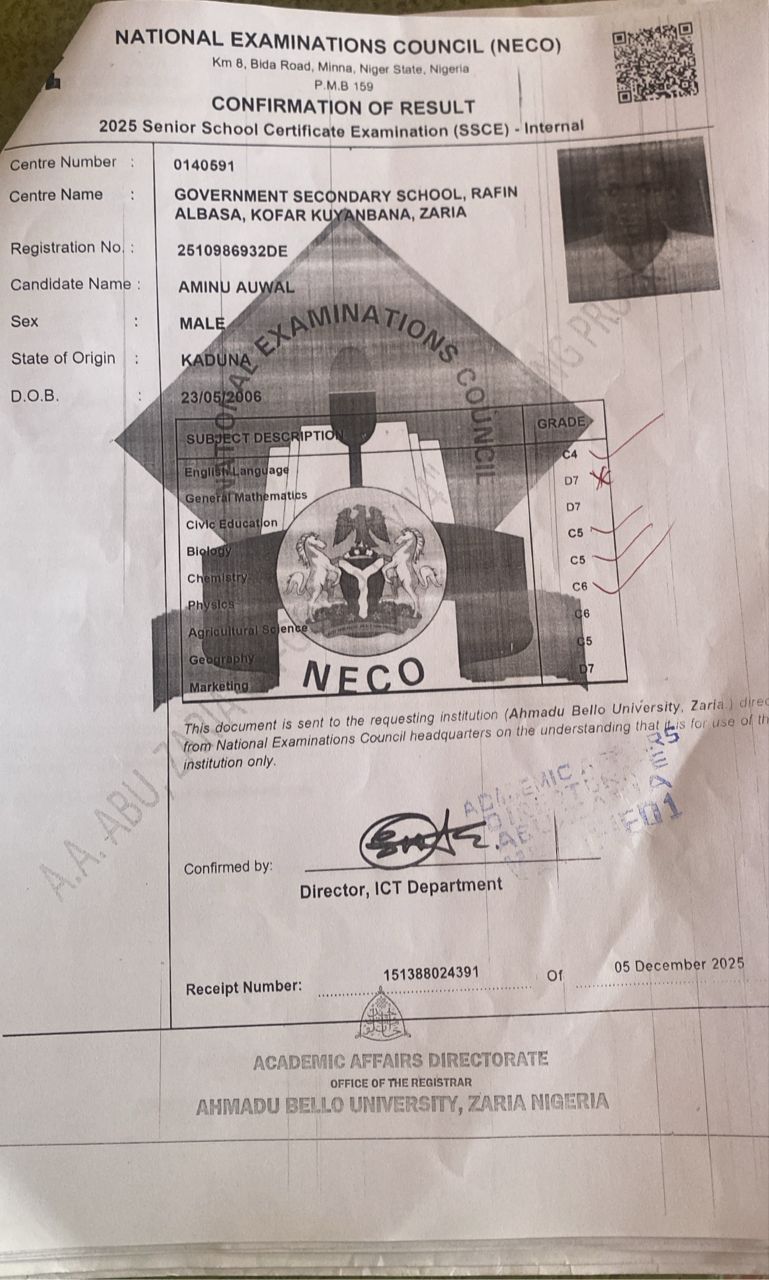 NATIONAL EXAMINATIONS COUNCIL (NECO)
Km 8, Bida Road, Minna, Niger State, Nigeria
P.M.B 159
CONFIRMATION OF RESULT
2025 Senior School Certificate Examination (SSCE) - Internal
Centre Number : 0140591
Centre Name : GOVERNMENT SECONDARY SCHOOL, RAFIN
ALBASA, KOFAR KUYANBANA, ZARIA
Registration No. : 2510986932DE
Candidate Name : AMINU AUWAL
Sex : MALE
State of Origin : KADUNA
D.O.B. : 23/05/2006
NATIONAL EXAMINATIONS COUNCIL
SUBJECT DESCRIPTION GRADE
English Language C4
General Mathematics D7
Civic Education D7
Biology C5
Chemistry C5
Physics C6
Agricultural Science C6
Geography C5
Marketing D7
NECO
This document is sent to the requesting institution (Ahmadu Bello University, Zaria.) direc
from National Examinations Council headquarters on the understanding that it is for use of th
institution only.
A.A. ABU, ZARIA
ACADEMIC
Confirmed by:
Director, ICT Department
Receipt Number: 151388024391 Of 05 December 2025
ACADEMIC AFFAIRS DIRECTORATE
OFFICE OF THE REGISTRAR
AHMADU BELLO UNIVERSITY, ZARIA NIGERIA